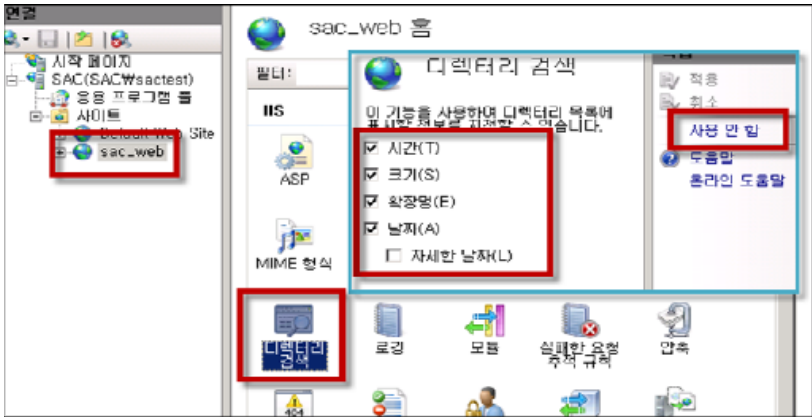 연결
시작 페이지
SAC(SAC₩sactest)
응용 프로그램 풀
사이트
Default Web Site
sac_web
sac_web 홈
필터:
IIS
ASP
MIME 형식
디렉터리 검색
이 기능을 사용하여 디렉터리 목록에
표시할 정보를 지정할 수 있습니다.
시간(T)
크기(S)
확장명(E)
날짜(A)
자세한 날짜(L)
적용
취소
사용 안 함
도움말
온라인 도움말
디렉터리
검색
로깅
모듈
실패한 요청
추적 규칙
압축
404